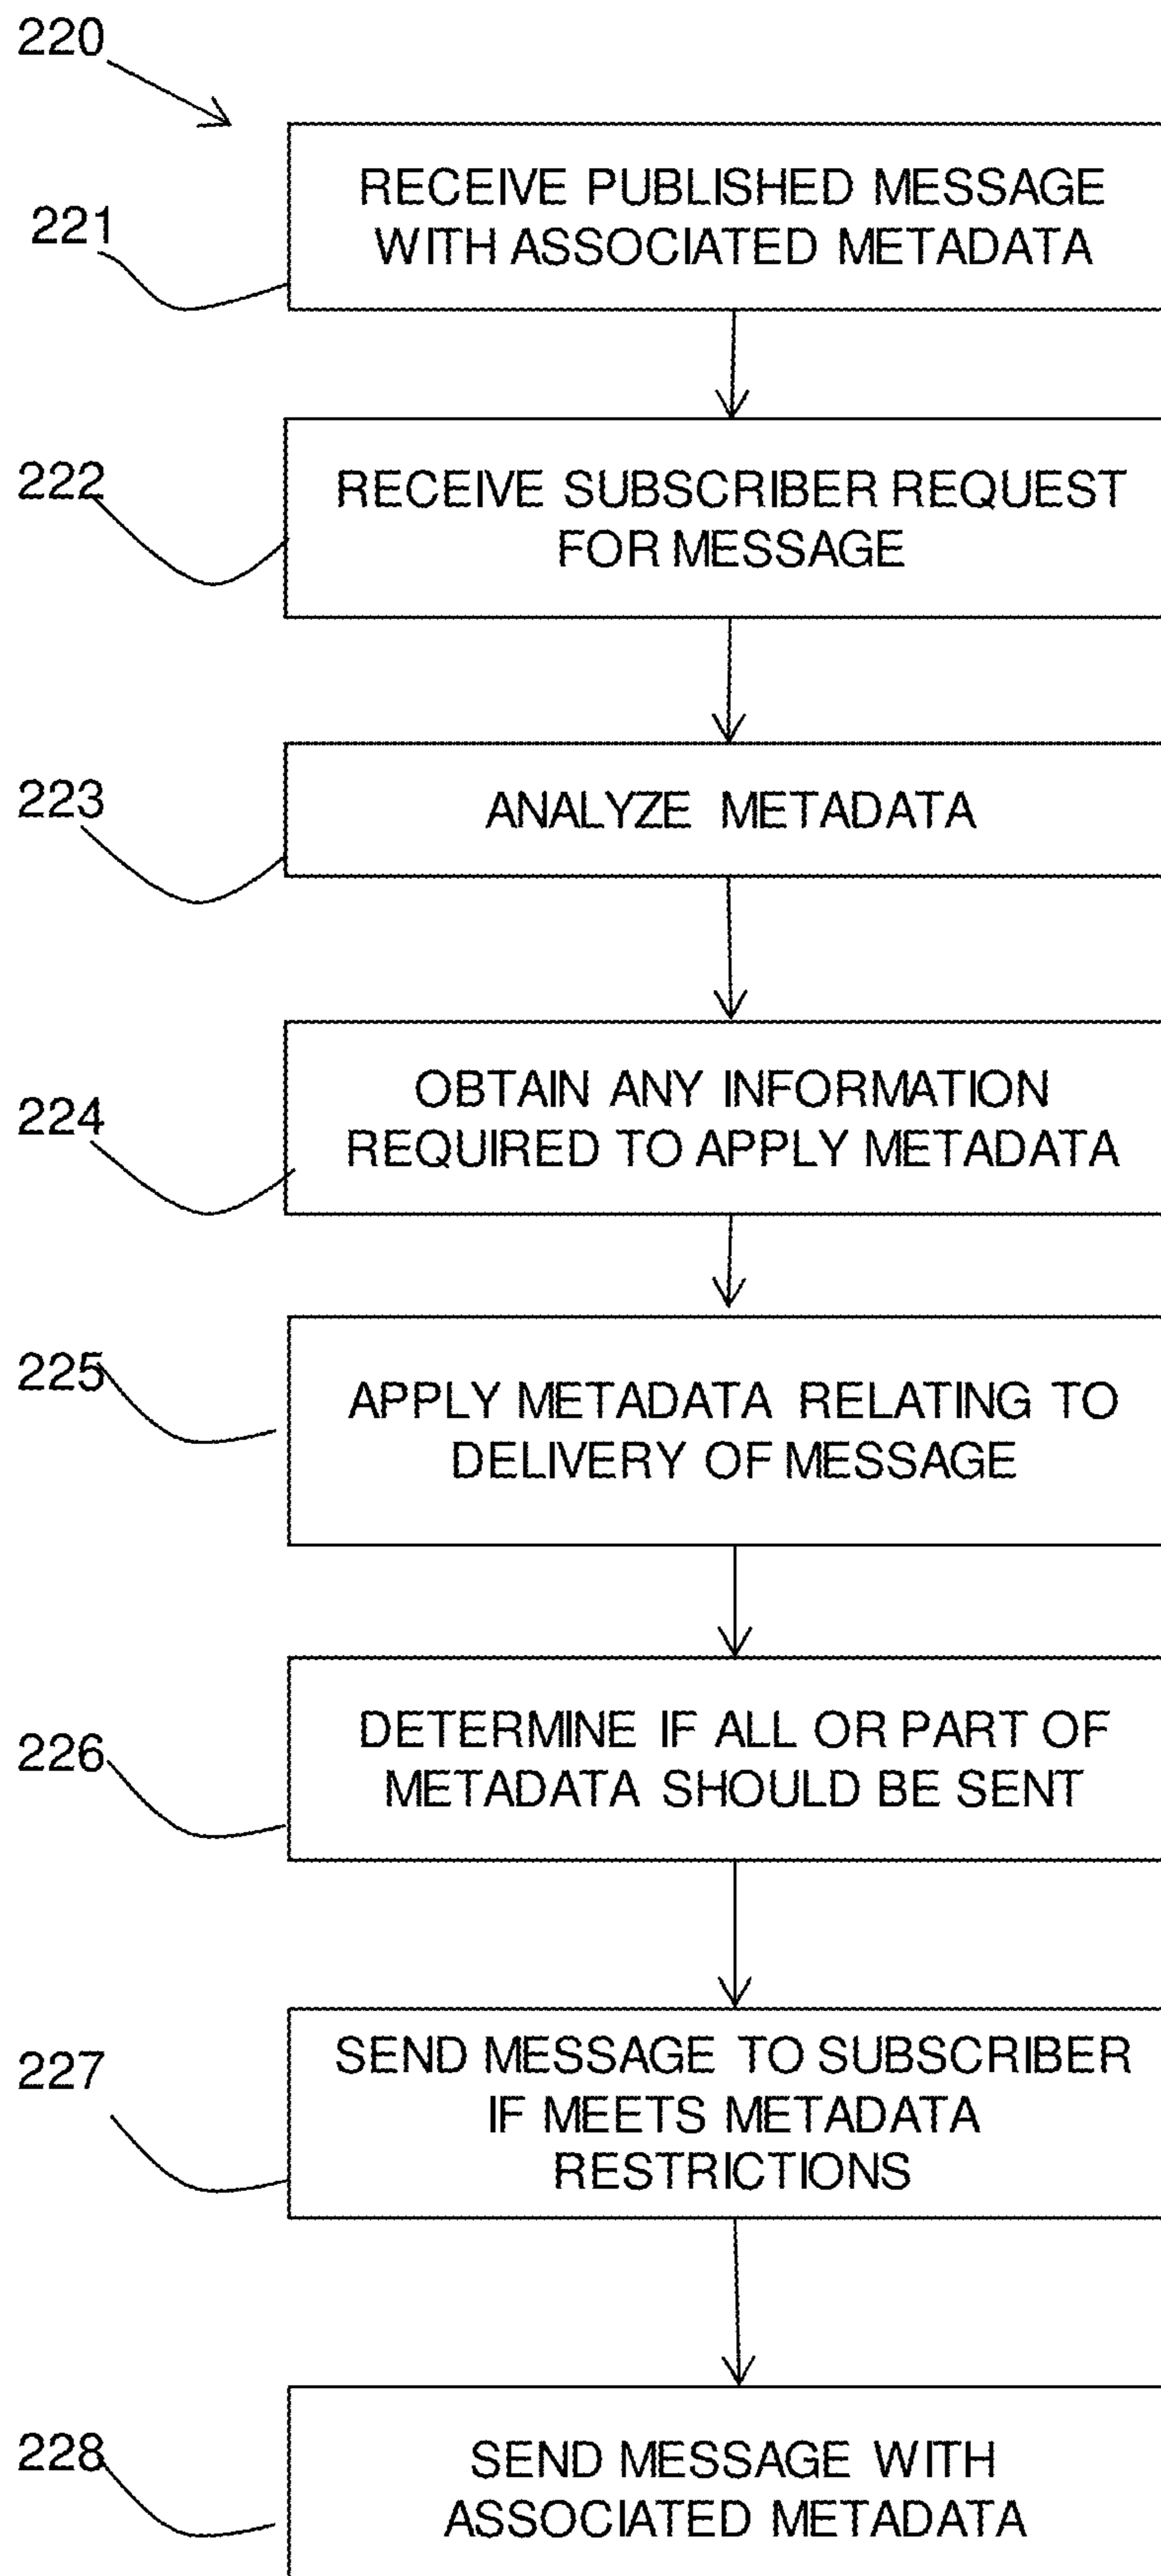 220
221
RECEIVE PUBLISHED MESSAGE
WITH ASSOCIATED METADATA
222
RECEIVE SUBSCRIBER REQUEST
FOR MESSAGE
223
ANALYZE METADATA
224
OBTAIN ANY INFORMATION
REQUIRED TO APPLY METADATA
225
APPLY METADATA RELATING TO
DELIVERY OF MESSAGE
226
DETERMINE IF ALL OR PART OF
METADATA SHOULD BE SENT
227
SEND MESSAGE TO SUBSCRIBER
IF MEETS METADATA
RESTRICTIONS
228
SEND MESSAGE WITH
ASSOCIATED METADATA